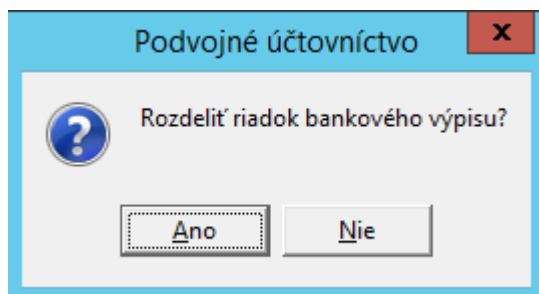 Podvojné účtovníctvo
x
Rozdeliť riadok bankového výpisu?
?
Ano
Nie